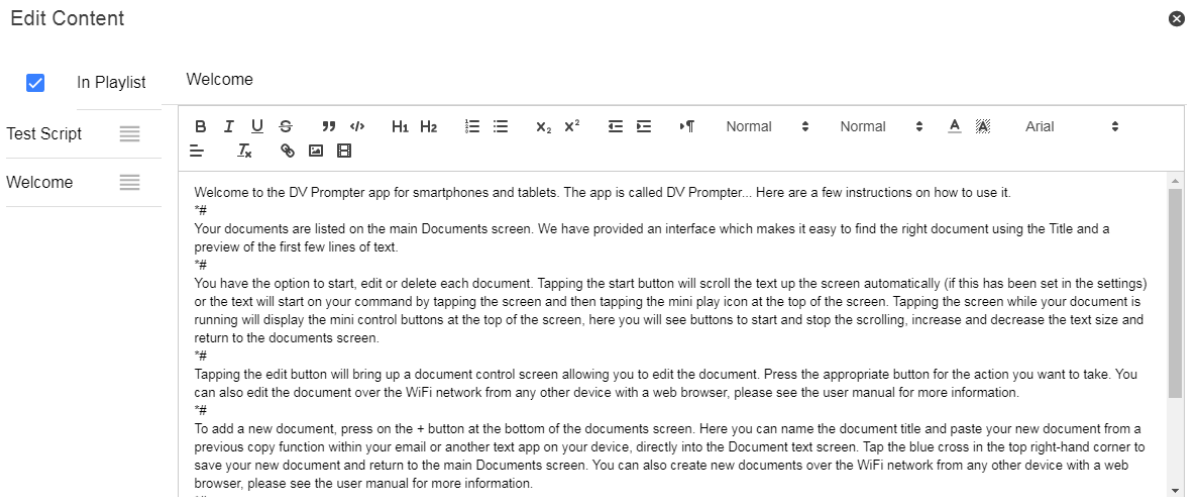 Edit Content
In Playlist
Welcome
Test Script
Welcome
B I U S ” </> H1 H2 X2 X2 Normal Normal A A Arial
Tx
Welcome to the DV Prompter app for smartphones and tablets. The app is called DV Prompter... Here are a few instructions on how to use it.
*#
Your documents are listed on the main Documents screen. We have provided an interface which makes it easy to find the right document using the Title and a
preview of the first few lines of text.
*#
You have the option to start, edit or delete each document. Tapping the start button will scroll the text up the screen automatically (if this has been set in the settings)
or the text will start on your command by tapping the screen and then tapping the mini play icon at the top of the screen. Tapping the screen while your document is
running will display the mini control buttons at the top of the screen, here you will see buttons to start and stop the scrolling, increase and decrease the text size and
return to the documents screen.
*#
Tapping the edit button will bring up a document control screen allowing you to edit the document. Press the appropriate button for the action you want to take. You
can also edit the document over the WiFi network from any other device with a web browser, please see the user manual for more information.
*#
To add a new document, press on the + button at the bottom of the documents screen. Here you can name the document title and paste your new document from a
previous copy function within your email or another text app on your device, directly into the Document text screen. Tap the blue cross in the top right-hand corner to
save your new document and return to the main Documents screen. You can also create new documents over the WiFi network from any other device with a web
browser, please see the user manual for more information.